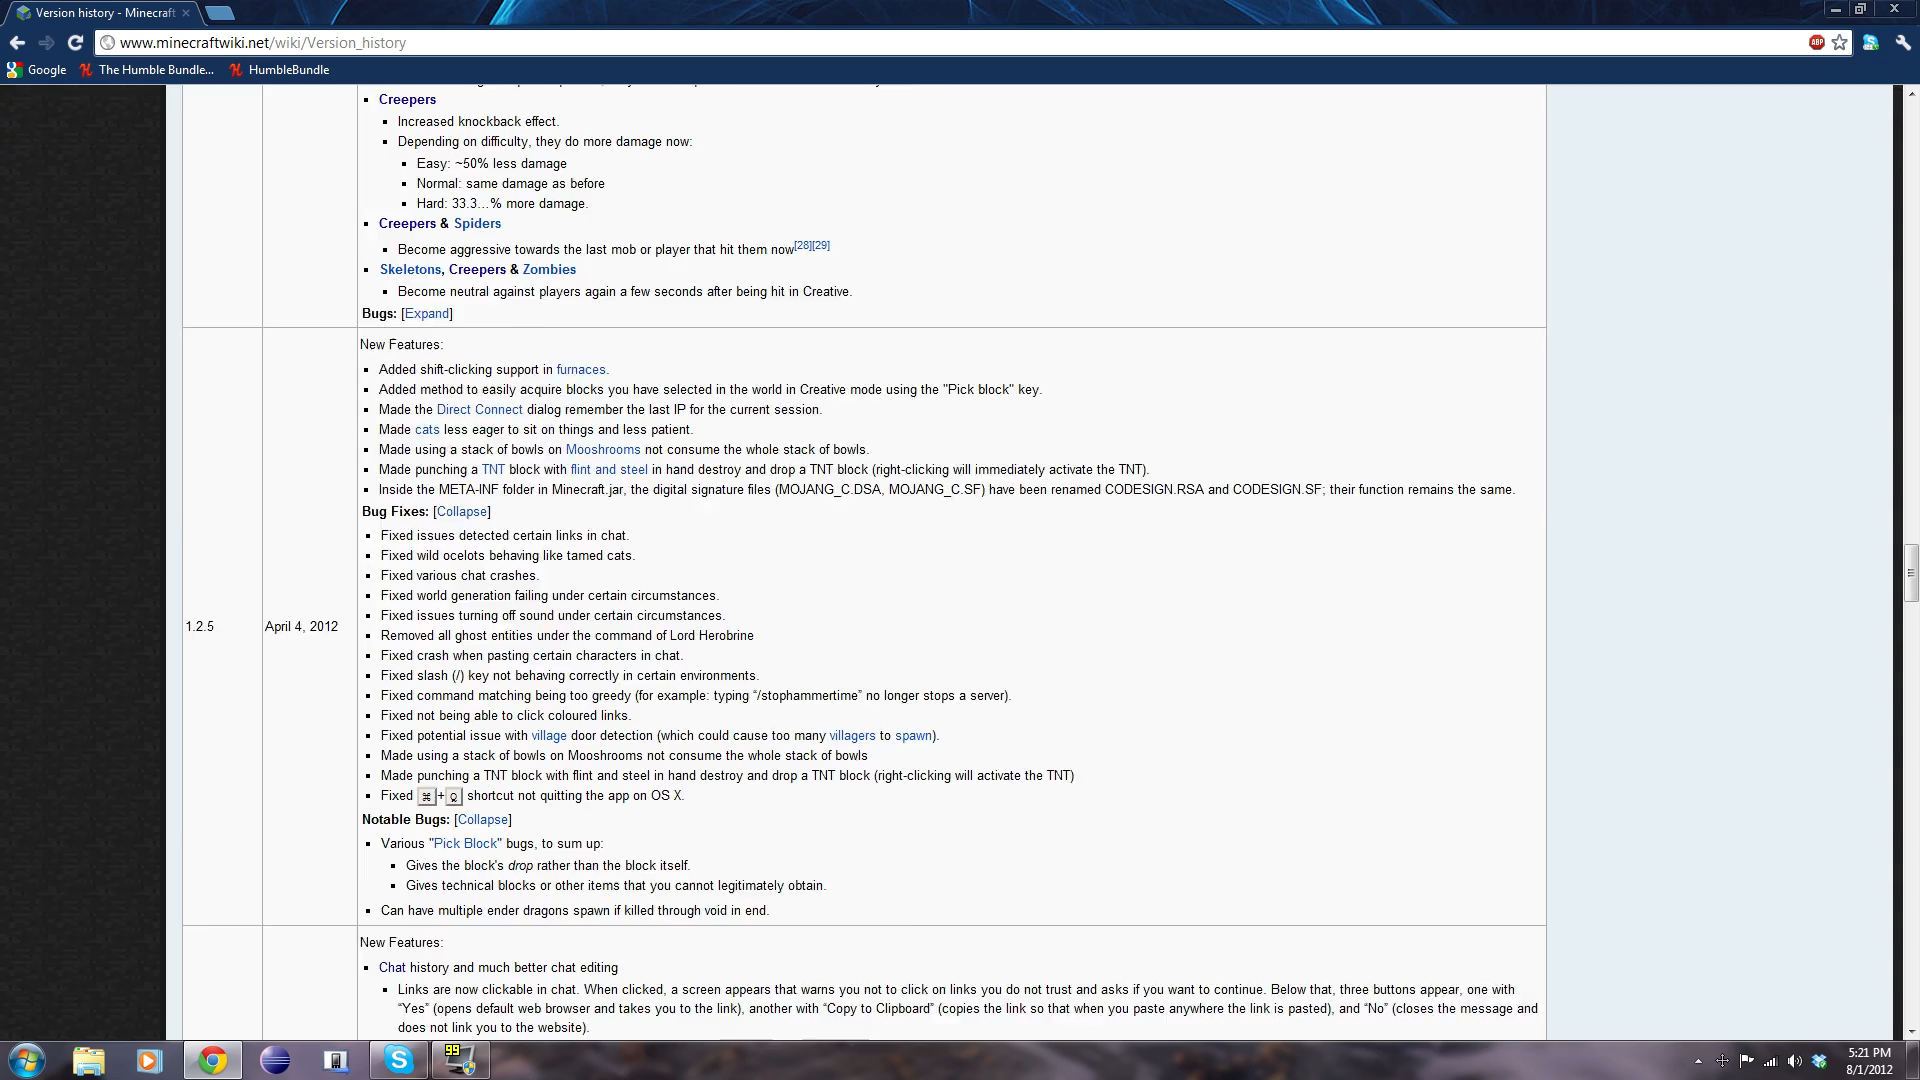 Version history - Minecraft
www.minecraftwiki.net/wiki/Version_history
ABP
Google
The Humble Bundle...
HumbleBundle
Creepers
Increased knockback effect.
Depending on difficulty, they do more damage now:
Easy: ~50% less damage
Normal: same damage as before
Hard: 33.3...% more damage.
Creepers & Spiders
Become aggressive towards the last mob or player that hit them now[28][29]
Skeletons, Creepers & Zombies
Become neutral against players again a few seconds after being hit in Creative.
Bugs: [Expand]
New Features:
Added shift-clicking support in furnaces.
Added method to easily acquire blocks you have selected in the world in Creative mode using the "Pick block" key.
Made the Direct Connect dialog remember the last IP for the current session.
Made cats less eager to sit on things and less patient.
Made using a stack of bowls on Mooshrooms not consume the whole stack of bowls.
Made punching a TNT block with flint and steel in hand destroy and drop a TNT block (right-clicking will immediately activate the TNT).
Inside the META-INF folder in Minecraft.jar, the digital signature files (MOJANG_C.DSA, MOJANG_C.SF) have been renamed CODESIGN.RSA and CODESIGN.SF; their function remains the same.
Bug Fixes: [Collapse]
Fixed issues detected certain links in chat.
Fixed wild ocelots behaving like tamed cats.
Fixed various chat crashes.
Fixed world generation failing under certain circumstances.
Fixed issues turning off sound under certain circumstances.
1.2.5
April 4, 2012
Removed all ghost entities under the command of Lord Herobrine
Fixed crash when pasting certain characters in chat.
Fixed slash (/) key not behaving correctly in certain environments.
Fixed command matching being too greedy (for example: typing “/stophammertime” no longer stops a server).
Fixed not being able to click coloured links.
Fixed potential issue with village door detection (which could cause too many villagers to spawn).
Made using a stack of bowls on Mooshrooms not consume the whole stack of bowls
Made punching a TNT block with flint and steel in hand destroy and drop a TNT block (right-clicking will activate the TNT)
Fixed ⌘+Q shortcut not quitting the app on OS X.
Notable Bugs: [Collapse]
Various "Pick Block" bugs, to sum up:
Gives the block's drop rather than the block itself.
Gives technical blocks or other items that you cannot legitimately obtain.
Can have multiple ender dragons spawn if killed through void in end.
New Features:
Chat history and much better chat editing
Links are now clickable in chat. When clicked, a screen appears that warns you not to click on links you do not trust and asks if you want to continue. Below that, three buttons appear, one with
“Yes” (opens default web browser and takes you to the link), another with “Copy to Clipboard” (copies the link so that when you paste anywhere the link is pasted), and “No” (closes the message and
does not link you to the website).
99
5:21 PM
8/1/2012